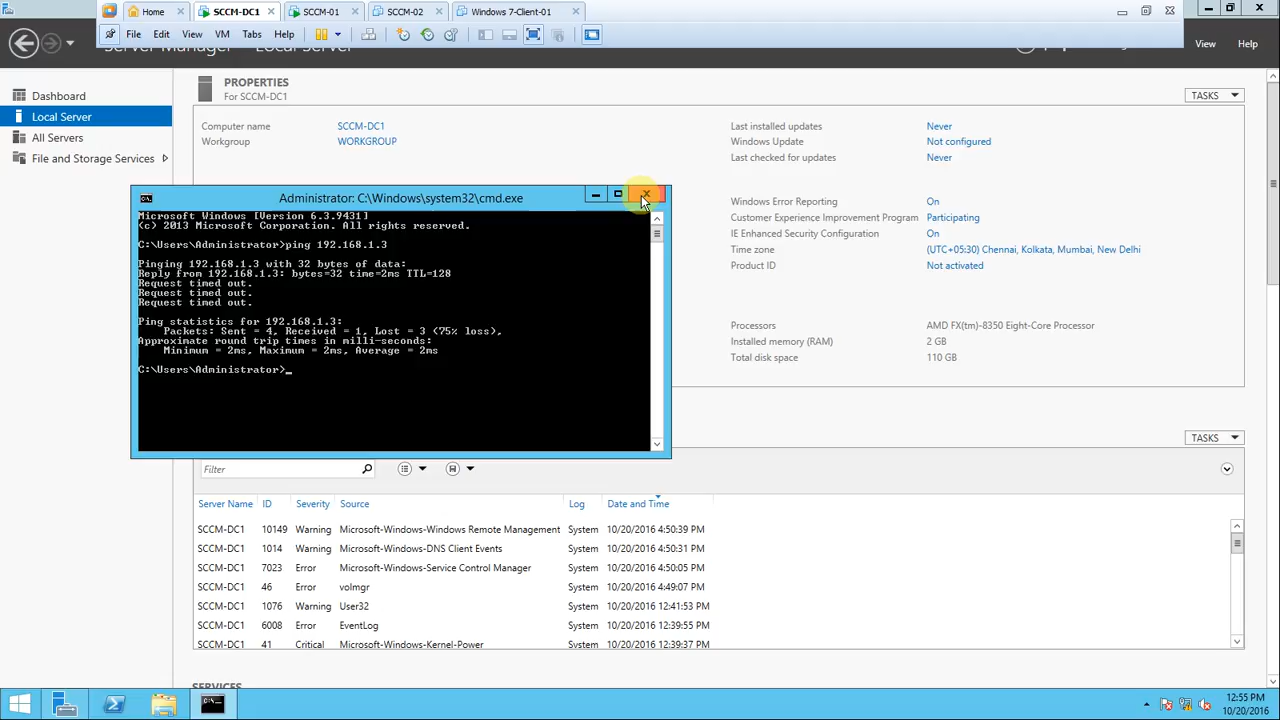 Home
SCCM-DC1
SCCM-01
SCCM-02
Windows 7-Client-01
File Edit View VM Tabs Help
View Help
Dashboard
Local Server
All Servers
File and Storage Services
PROPERTIES
For SCCM-DC1
TASKS
Computer name SCCM-DC1
Workgroup WORKGROUP
Last installed updates Never
Windows Update Not configured
Last checked for updates Never
Windows Error Reporting On
Customer Experience Improvement Program Participating
IE Enhanced Security Configuration On
Time zone (UTC+05:30) Chennai, Kolkata, Mumbai, New Delhi
Product ID Not activated
Processors AMD FX(tm)-8350 Eight-Core Processor
Installed memory (RAM) 2 GB
Total disk space 110 GB
Administrator: C:\Windows\system32\cmd.exe
Microsoft Windows [Version 6.3.9431]
(c) 2013 Microsoft Corporation. All rights reserved.
C:\Users\Administrator>ping 192.168.1.3
Pinging 192.168.1.3 with 32 bytes of data:
Reply from 192.168.1.3: bytes=32 time=2ms TTL=128
Request timed out.
Request timed out.
Request timed out.
Ping statistics for 192.168.1.3:
Packets: Sent = 4, Received = 1, Lost = 3 (75% loss),
Approximate round trip times in milli-seconds:
Minimum = 2ms, Maximum = 2ms, Average = 2ms
C:\Users\Administrator>_
TASKS
Filter
Server Name ID Severity Source Log Date and Time
SCCM-DC1 10149 Warning Microsoft-Windows-Windows Remote Management System 10/20/2016 4:50:39 PM
SCCM-DC1 1014 Warning Microsoft-Windows-DNS Client Events System 10/20/2016 4:50:31 PM
SCCM-DC1 7023 Error Microsoft-Windows-Service Control Manager System 10/20/2016 4:50:05 PM
SCCM-DC1 46 Error volmgr System 10/20/2016 4:49:07 PM
SCCM-DC1 1076 Warning User32 System 10/20/2016 12:41:53 PM
SCCM-DC1 6008 Error EventLog System 10/20/2016 12:39:55 PM
SCCM-DC1 41 Critical Microsoft-Windows-Kernel-Power System 10/20/2016 12:39:37 PM
SERVICES
12:55 PM
10/20/2016